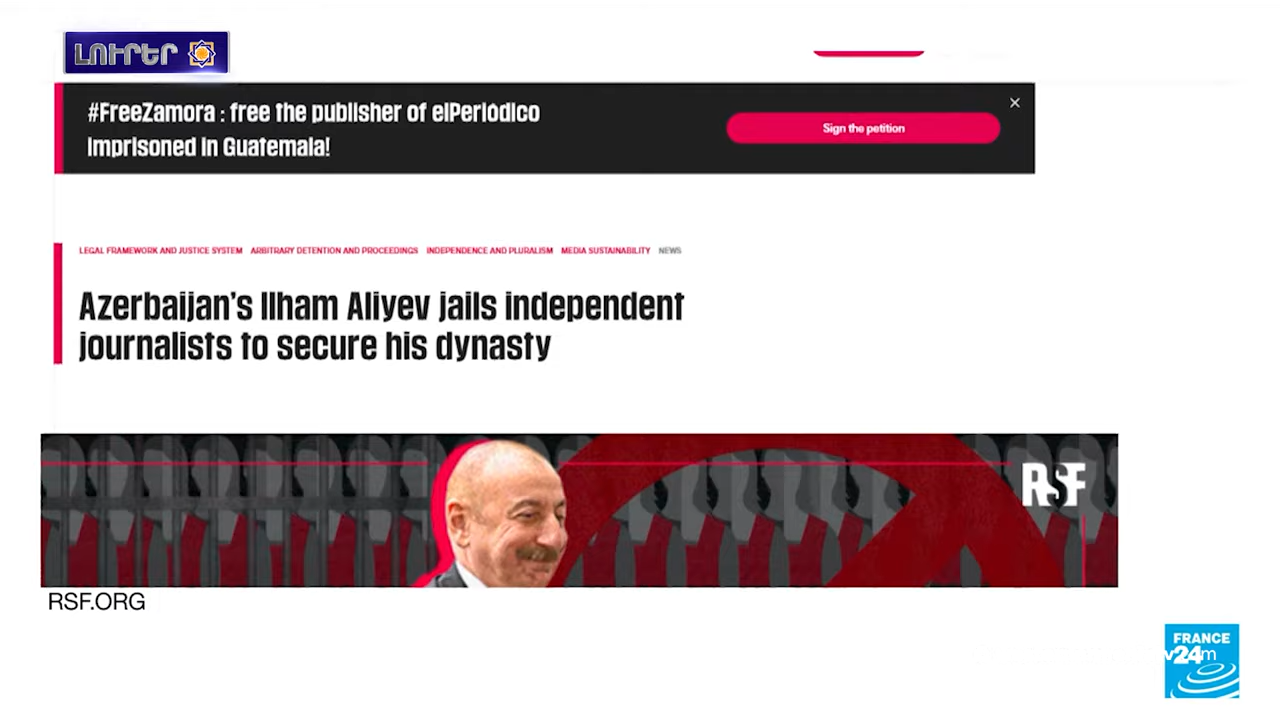 ԼՈՒՐԵՐ
#FreeZamora : free the publisher of elPeriódico
imprisoned in Guatemala!
Sign the petition
LEGAL FRAMEWORK AND JUSTICE SYSTEM ARBITRARY DETENTION AND PROCEEDINGS INDEPENDENCE AND PLURALISM MEDIA SUSTAINABILITY NEWS
Azerbaijan’s Ilham Aliyev jails independent
journalists to secure his dynasty
RSF
RSF.ORG
FRANCE
24